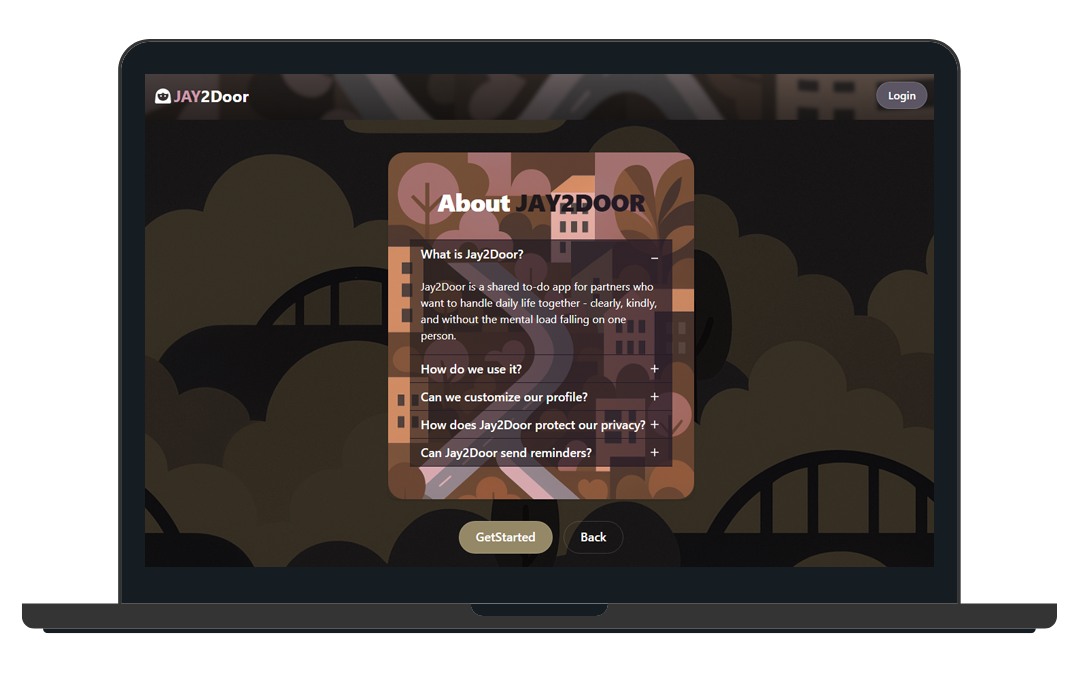 JAY2Door
Login
About JAY2DOOR
What is Jay2Door?
Jay2Door is a shared to-do app for partners who
want to handle daily life together - clearly, kindly,
and without the mental load falling on one
person.
How do we use it?
Can we customize our profile?
How does Jay2Door protect our privacy?
Can Jay2Door send reminders?
GetStarted
Back